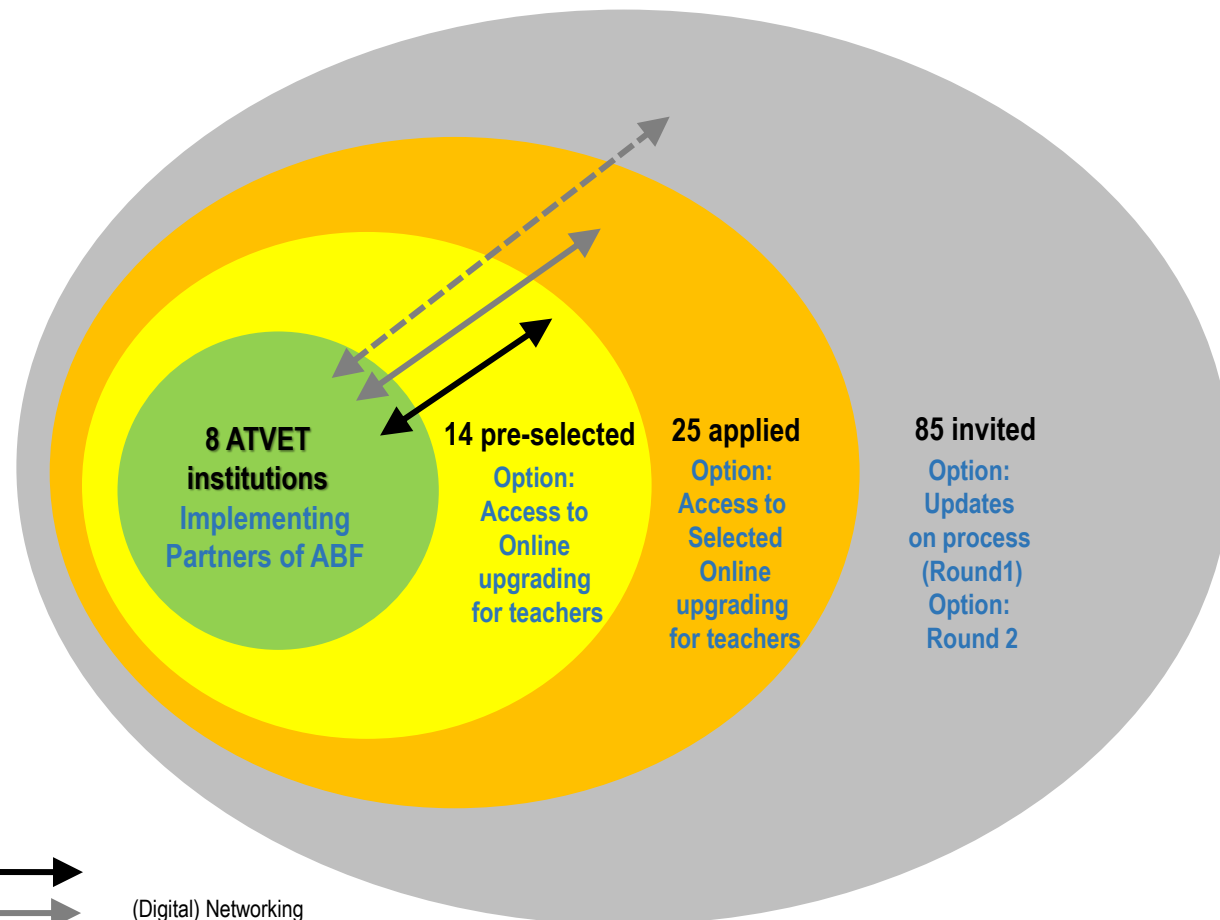 8 ATVET
institutions
Implementing
Partners of ABF
14 pre-selected
Option:
Access to
Online
upgrading
for teachers
25 applied
Option:
Access to
Selected
Online
upgrading
for teachers
85 invited
Option:
Updates
on process
(Round1)
Option:
Round 2
(Digital) Networking